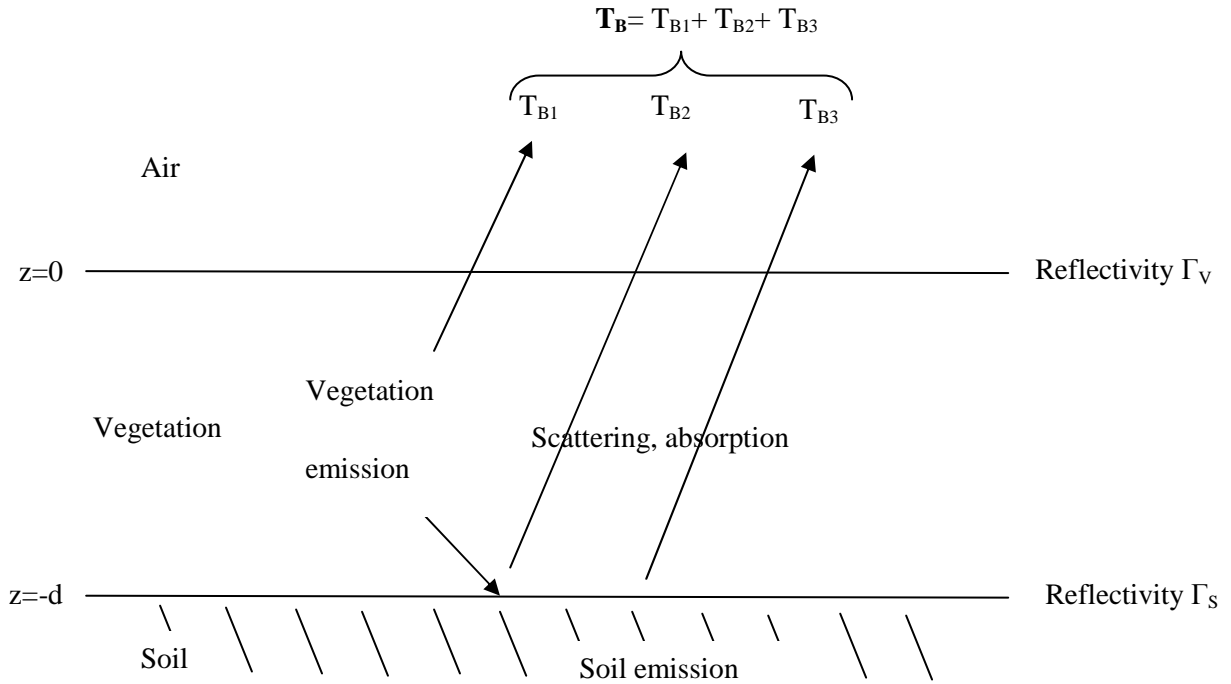 T_B= T_B1+ T_B2+ T_B3
T_B1 T_B2 T_B3
Air
z=0 Reflectivity Γ_V
Vegetation
emission
Vegetation
Scattering, absorption
z=-d Reflectivity Γ_S
Soil Soil emission